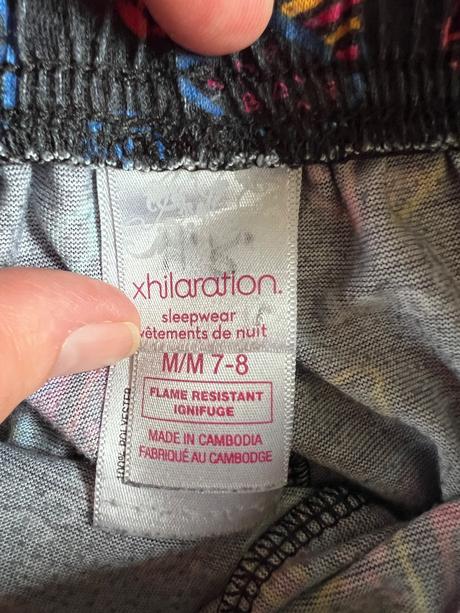 xhilaration.
sleepwear
vêtements de nuit
M/M 7-8
FLAME RESISTANT
IGNIFUGE
MADE IN CAMBODIA
FABRIQUÉ AU CAMBODGE
100% POLYESTER